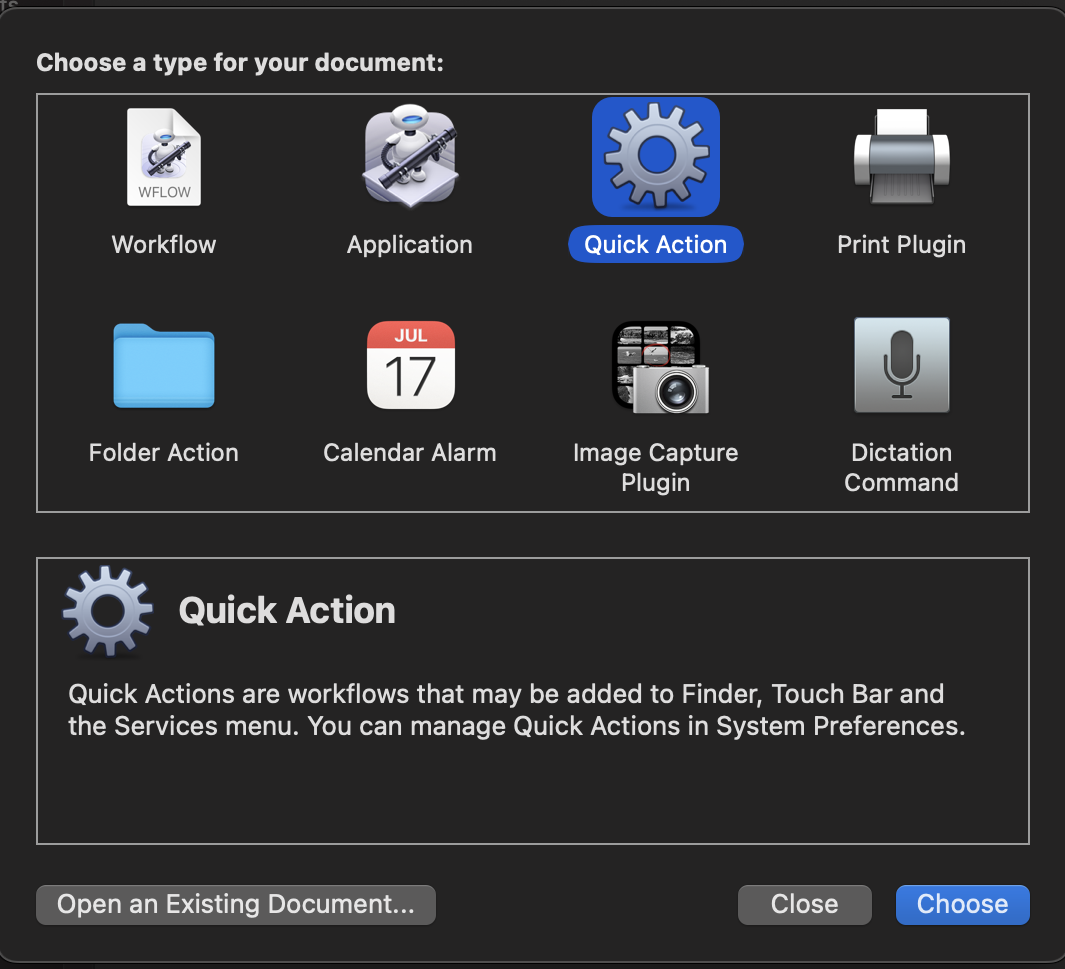 Choose a type for your document:
WFLOW
Workflow
Application
Quick Action
Print Plugin
Folder Action
JUL
17
Calendar Alarm
Image Capture
Plugin
Dictation
Command
Quick Action
Quick Actions are workflows that may be added to Finder, Touch Bar and
the Services menu. You can manage Quick Actions in System Preferences.
Open an Existing Document...
Close
Choose